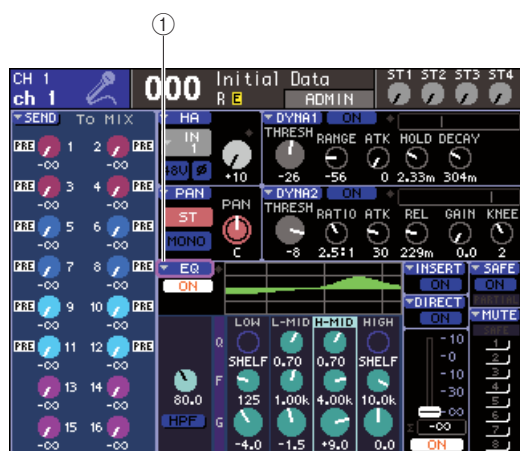 1
CH 1
ch 1
000 Initial Data
R E ADMIN
ST1 ST2 ST3 ST4
SEND To MIX
PRE 1 2 PRE
-∞ -∞
PRE 3 4 PRE
-∞ -∞
PRE 5 6 PRE
-∞ -∞
PRE 7 8 PRE
-∞ -∞
PRE 9 10 PRE
-∞ -∞
PRE 11 12 PRE
-∞ -∞
13 14
-∞ -∞
15 16
-∞ -∞
HA
IN
1
48V Ø
+10
PAN
ST
MONO
PAN
C
DYNA1 ON
THRESH RANGE ATK HOLD DECAY
-26 -56 0 2.33m 304m
DYNA2 ON
THRESH RATIO ATK REL GAIN KNEE
-8 2.5:1 30 229m 0.0 2
EQ
ON
80.0
HPF
LOW L-MID H-MID HIGH
Q
SHELF 0.70 0.70 SHELF
F
125 1.00k 4.00k 10.0k
G
-4.0 -1.5 +9.0 0.0
INSERT
ON
DIRECT
ON
-10
-0
-10
-30
-∞
Σ -∞
ON
SAFE
ON
PARTIAL
MUTE
SAFE
1
2
3
4
5
6
7
8